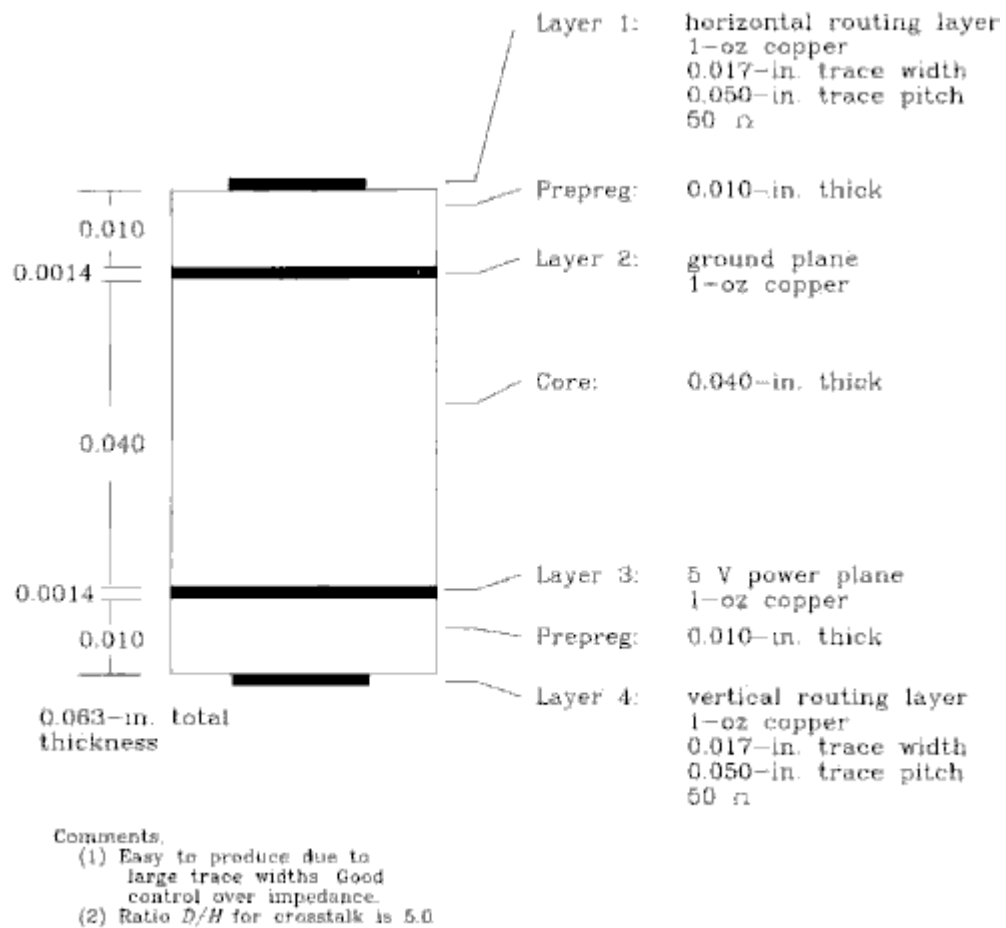 Layer 1: horizontal routing layer
1-oz copper
0.017-in. trace width
0.050-in. trace pitch
50 Ω
Prepreg: 0.010-in. thick
0.010
Layer 2: ground plane
1-oz copper
0.0014
Core: 0.040-in. thick
0.040
Layer 3: 5 V power plane
1-oz copper
0.0014
Prepreg: 0.010-in. thick
0.010
Layer 4: vertical routing layer
1-oz copper
0.017-in. trace width
0.050-in. trace pitch
50 Ω
0.063-in. total
thickness
Comments.
(1) Easy to produce due to
large trace widths Good
control over impedance.
(2) Ratio D/H for crosstalk is 5.0